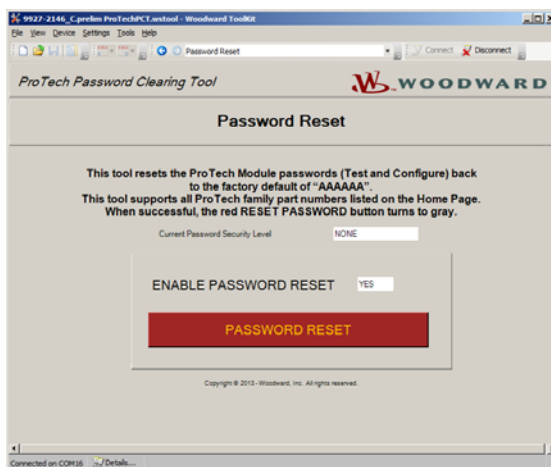 9927-2146_C.prelim ProTechPCT.wstool - Woodward ToolKit
File View Device Settings Tools Help
Password Reset Connect Disconnect
ProTech Password Clearing Tool
WOODWARD
Password Reset
This tool resets the ProTech Module passwords (Test and Configure) back
to the factory default of “AAAAAA”.
This tool supports all ProTech family part numbers listed on the Home Page.
When successful, the red RESET PASSWORD button turns to gray.
Current Password Security Level NONE
ENABLE PASSWORD RESET YES
PASSWORD RESET
Copyright © 2013 - Woodward, Inc. All rights reserved.
Connected on COM16 Details...